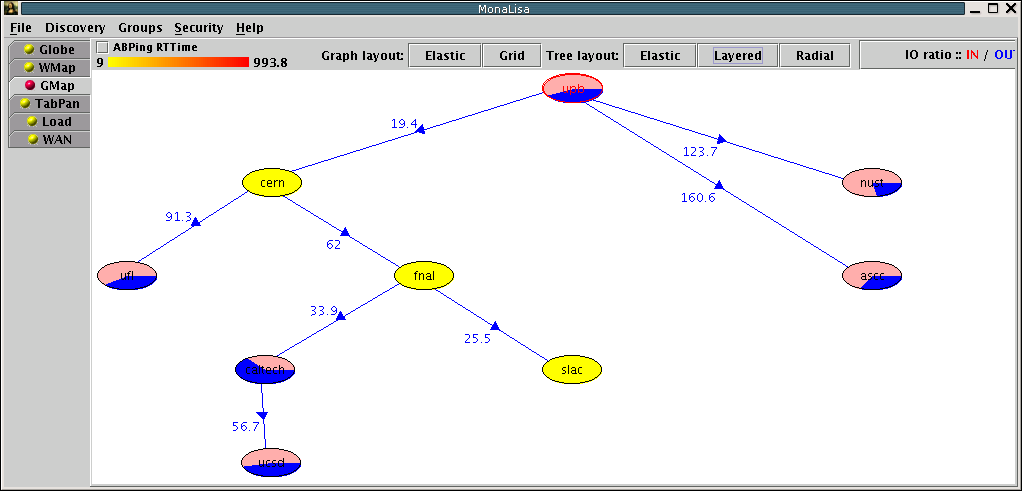 MonaLisa
File Discovery Groups Security Help
Globe
WMap
GMap
TabPan
Load
WAN
ABPing RTTime
9 993.8
Graph layout: Elastic Grid Tree layout: Elastic Layered Radial
IO ratio :: IN / OU
upb
19.4
123.7
160.6
cern
nust
91.3
62
ufl
fnal
ascc
33.9
25.5
caltech
slac
56.7
ucsd